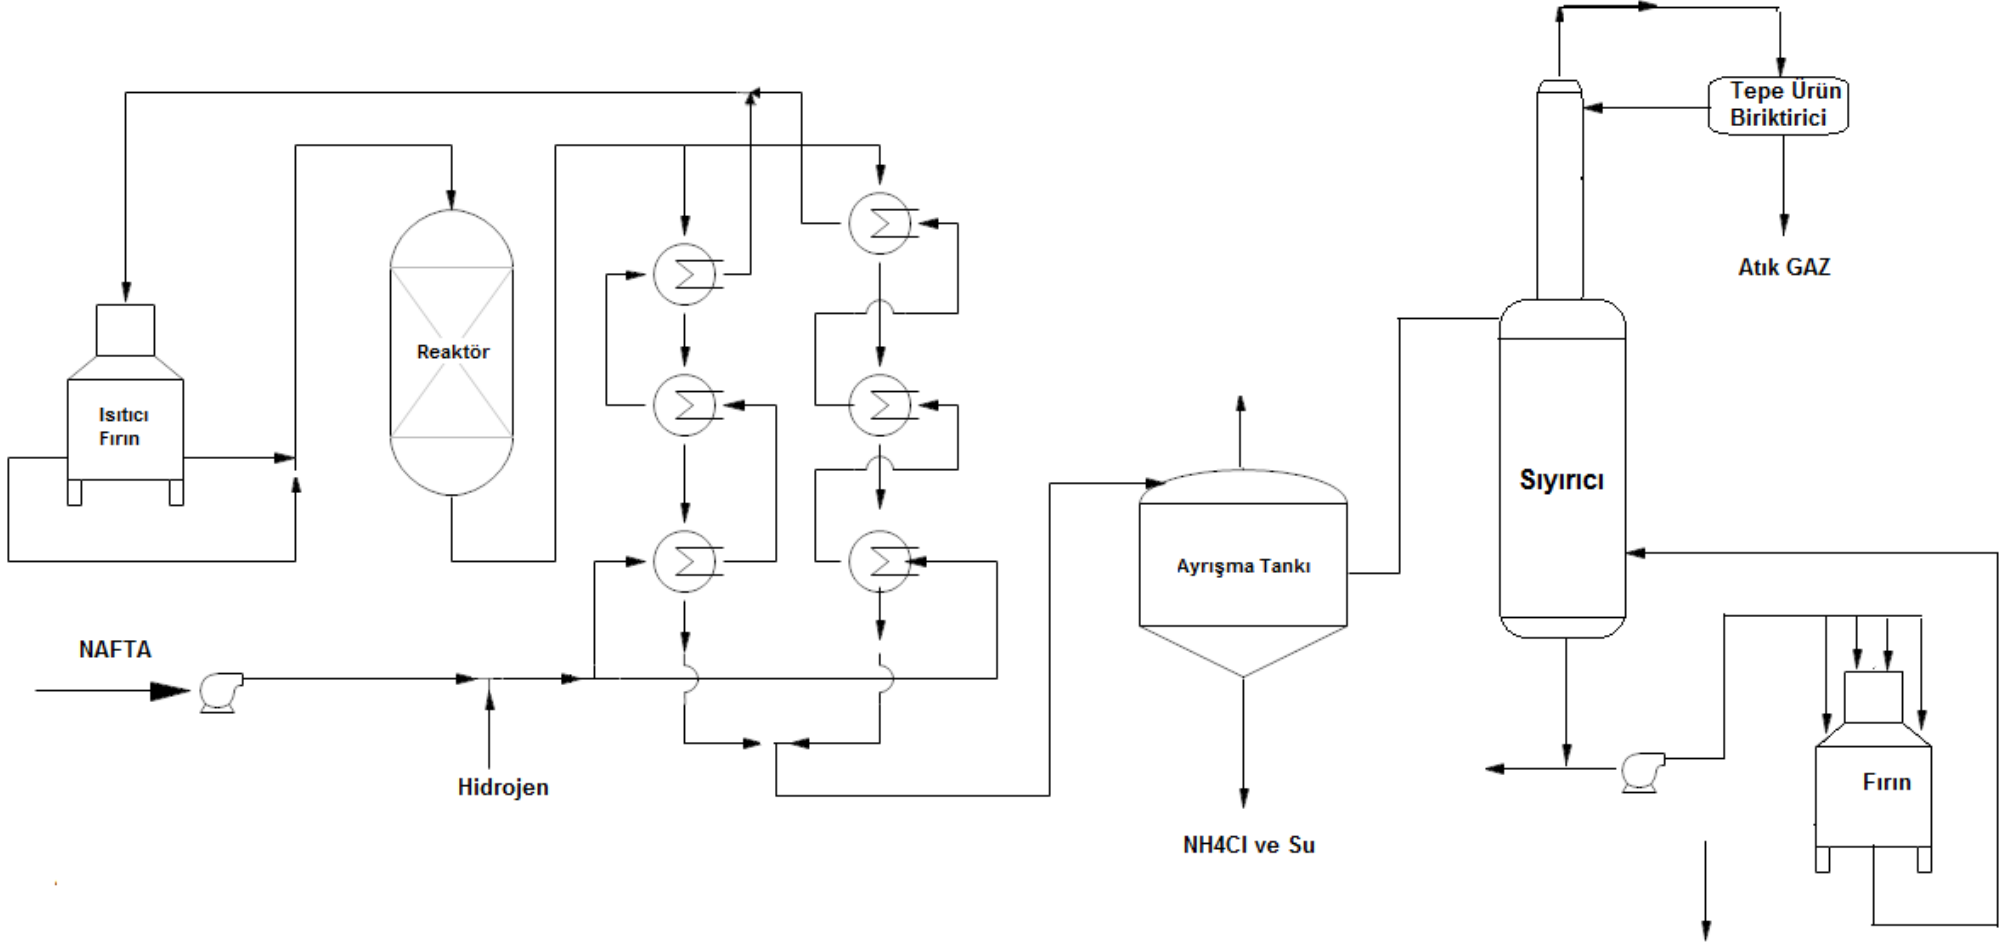 Tepe Ürün
Biriktirici
Atık GAZ
Reaktör
Isıtıcı
Fırın
Sıyırıcı
Ayrışma Tankı
NAFTA
Hidrojen
Fırın
NH4Cl ve Su